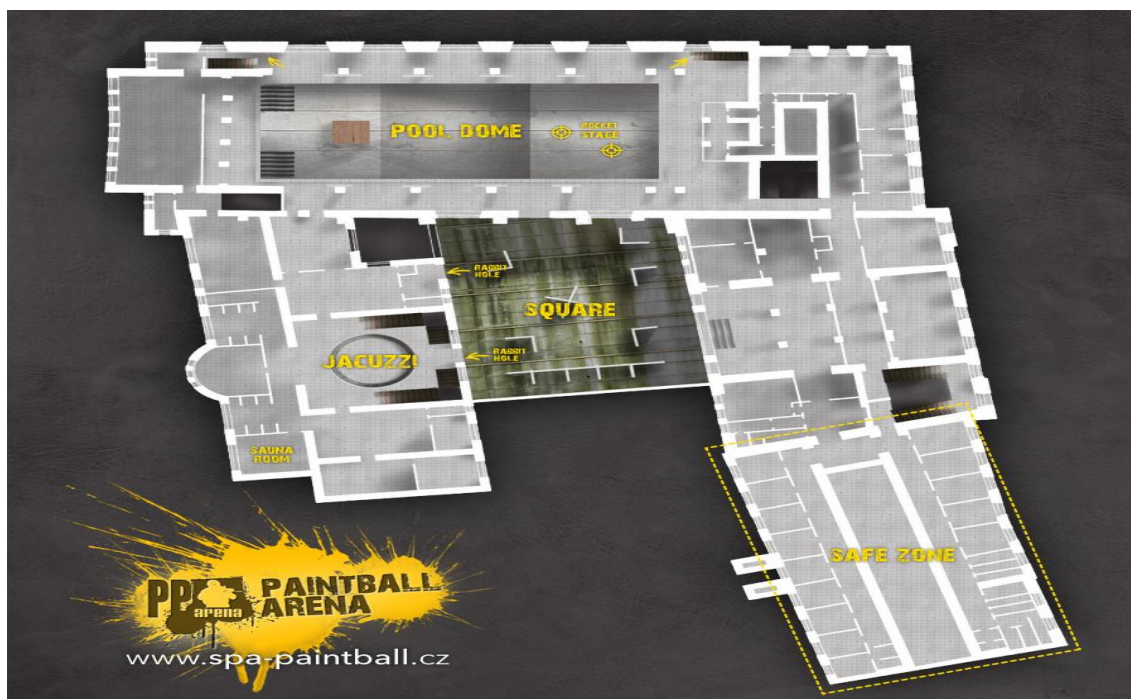 POOL DOME
ROCKET
STAGE
RABBIT
HOLE
SQUARE
RABBIT
HOLE
JACUZZI
SAUNA
ROOM
SAFE ZONE
PP
arena
PAINTBALL
ARENA
www.spa-paintball.cz